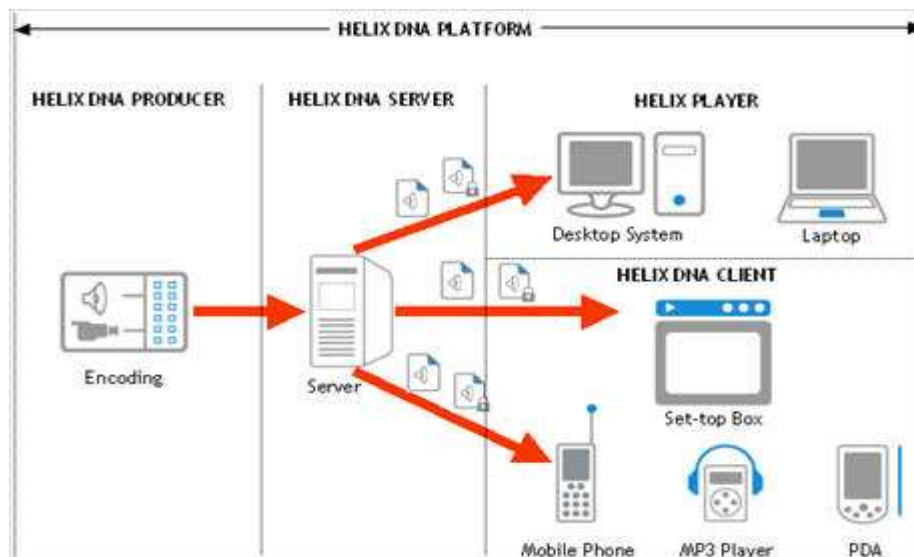 HELIX DNA PLATFORM
HELIX DNA PRODUCER
HELIX DNA SERVER
HELIX PLAYER
Desktop System
Laptop
HELIX DNA CLIENT
Encoding
Server
Set-top Box
Mobile Phone
MP3 Player
PDA